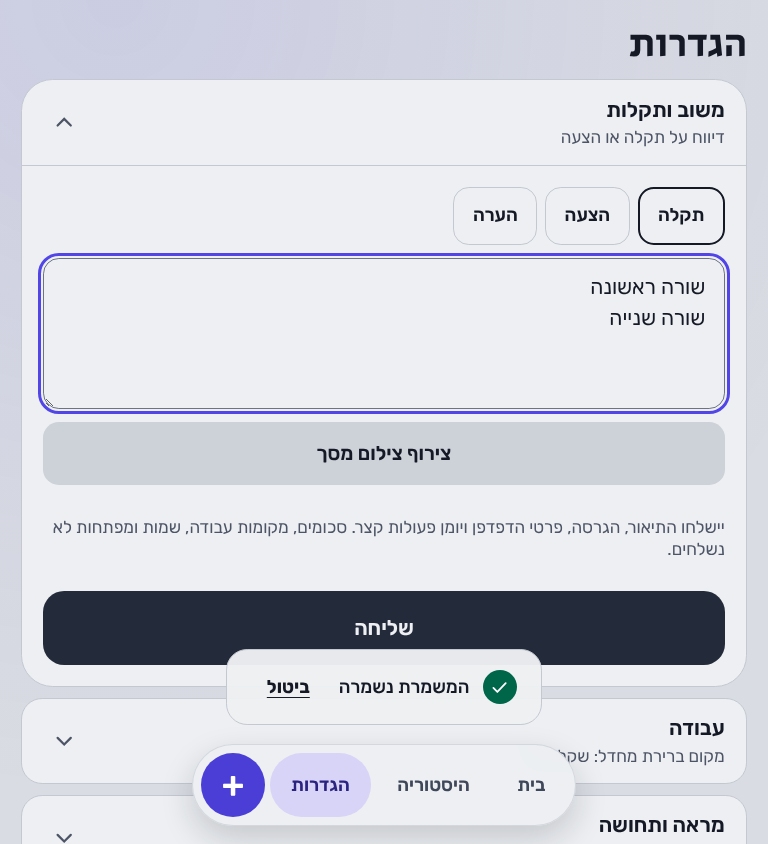 הגדרות
משוב ותקלות
דיווח על תקלה או הצעה
תקלה
הצעה
הערה
שורה ראשונה
שורה שנייה
צירוף צילום מסך
יישלחו התיאור, הגרסה, פרטי הדפדפן ויומן פעולות קצר. סכומים, מקומות עבודה, שמות ומפתחות לא
נשלחים.
שליחה
המשמרת נשמרה
ביטול
עבודה
מקום ברירת מחדל:
בית
היסטוריה
הגדרות
+
מראה ותחושה